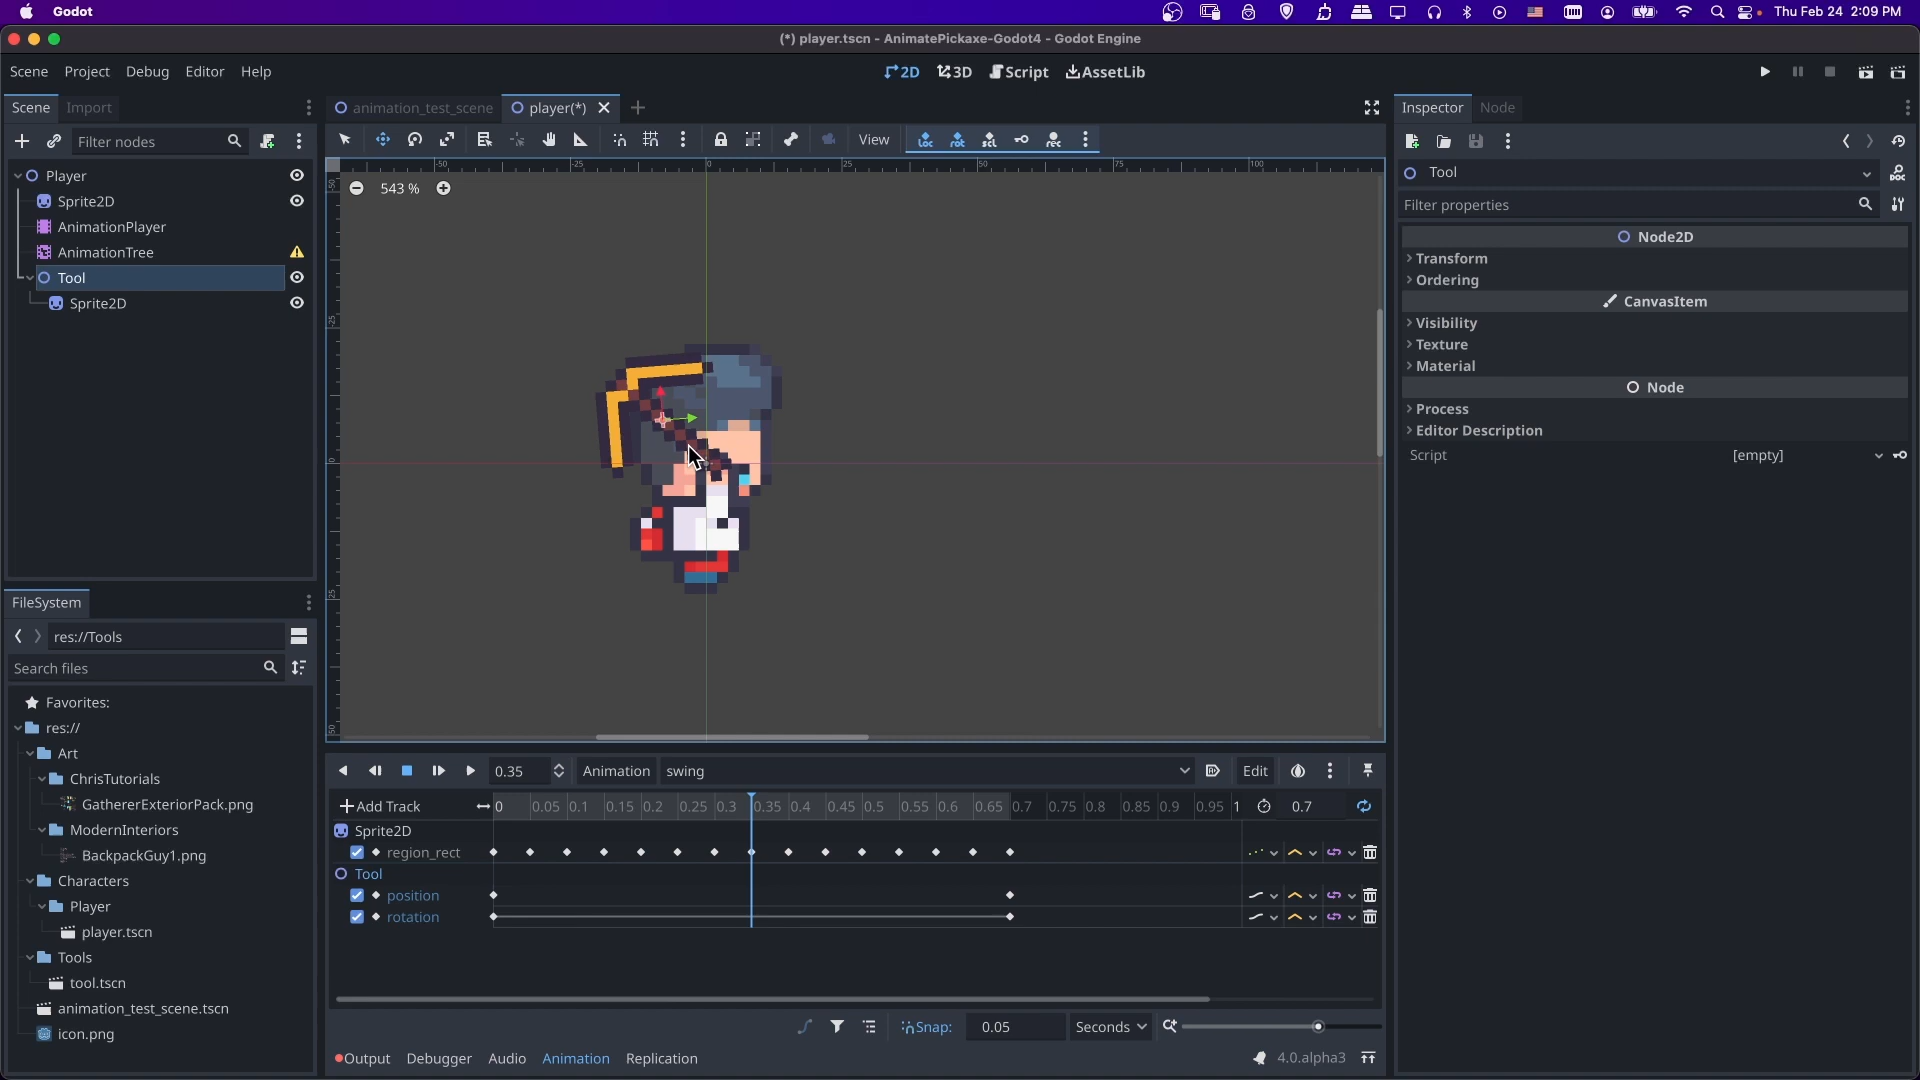 Godot
Thu Feb 24 2:09 PM
(*) player.tscn - AnimatePickaxe-Godot4 - Godot Engine
Scene Project Debug Editor Help
2D 3D Script AssetLib
Scene Import
animation_test_scene player(*)
Inspector Node
Filter nodes
View
Player
Sprite2D
AnimationPlayer
AnimationTree
Tool
Sprite2D
-50 -25 0 25 50 75 100
543 %
Tool
Filter properties
Node2D
Transform
Ordering
CanvasItem
Visibility
Texture
Material
Node
Process
Editor Description
Script [empty]
FileSystem
res://Tools
Search files
Favorites:
res://
Art
ChrisTutorials
GathererExteriorPack.png
ModernInteriors
BackpackGuy1.png
Characters
Player
player.tscn
Tools
tool.tscn
animation_test_scene.tscn
icon.png
0.35 Animation swing Edit
Add Track 0 0.05 0.1 0.15 0.2 0.25 0.3 0.35 0.4 0.45 0.5 0.55 0.6 0.65 0.7 0.75 0.8 0.85 0.9 0.95 1 0.7
Sprite2D
region_rect
Tool
position
rotation
Snap: 0.05 Seconds
Output Debugger Audio Animation Replication 4.0.alpha3